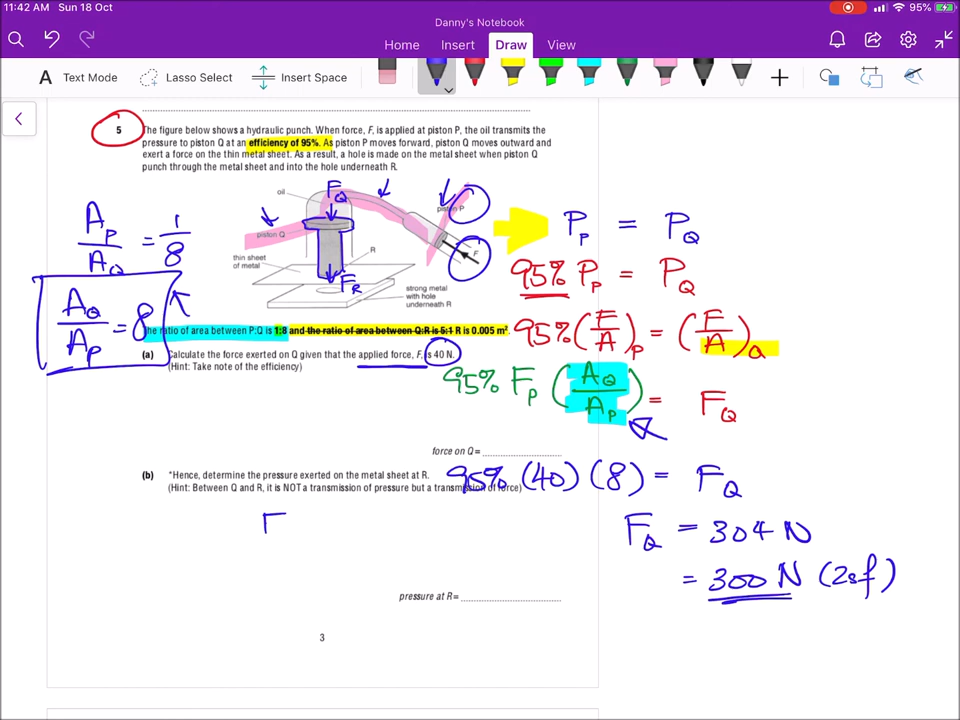 11:42 AM Sun 18 Oct
95%
Danny's Notebook
Home Insert Draw View
Text Mode Lasso Select Insert Space
5 The figure below shows a hydraulic punch. When force, F, is applied at piston P, the oil transmits the
pressure to piston Q at an efficiency of 95%. As piston P moves forward, piston Q moves outward and
exert a force on the thin metal sheet. As a result, a hole is made on the metal sheet when piston Q
punch through the metal sheet and into the hole underneath R.
oil
F_Q
piston P
piston Q
F
R
thin sheet
of metal
F_R
strong metal
with hole
underneath R
A_P/A_Q = 1/8
A_Q/A_P = 8
The ratio of area between P:Q is 1:8 and the ratio of area between Q:R is 5:1 R is 0.005 m².
(a) Calculate the force exerted on Q given that the applied force, F, is 40 N.
(Hint: Take note of the efficiency)
force on Q=
(b) *Hence, determine the pressure exerted on the metal sheet at R.
(Hint: Between Q and R, it is NOT a transmission of pressure but a transmission of force)
pressure at R=
3
P_P = P_Q
95% P_P = P_Q
95% (F/A)_P = (F/A)_Q
95% F_P (A_Q/A_P) = F_Q
95% (40) (8) = F_Q
F_Q = 304 N
= 300 N (2sf)